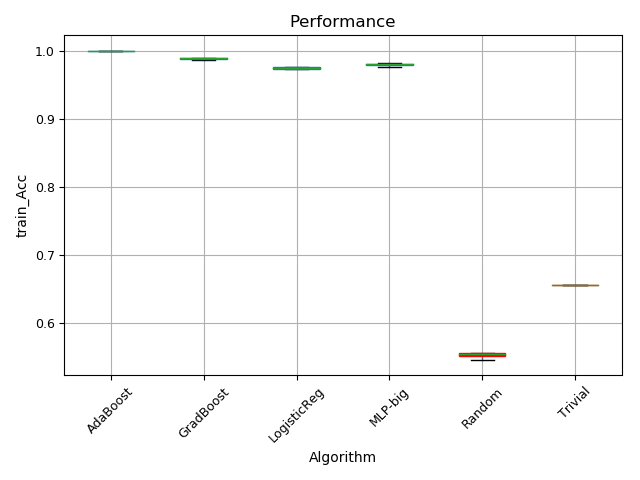 Performance
train_Acc
1.0
0.9
0.8
0.7
0.6
AdaBoost
GradBoost
LogisticReg
MLP-big
Random
Trivial
Algorithm